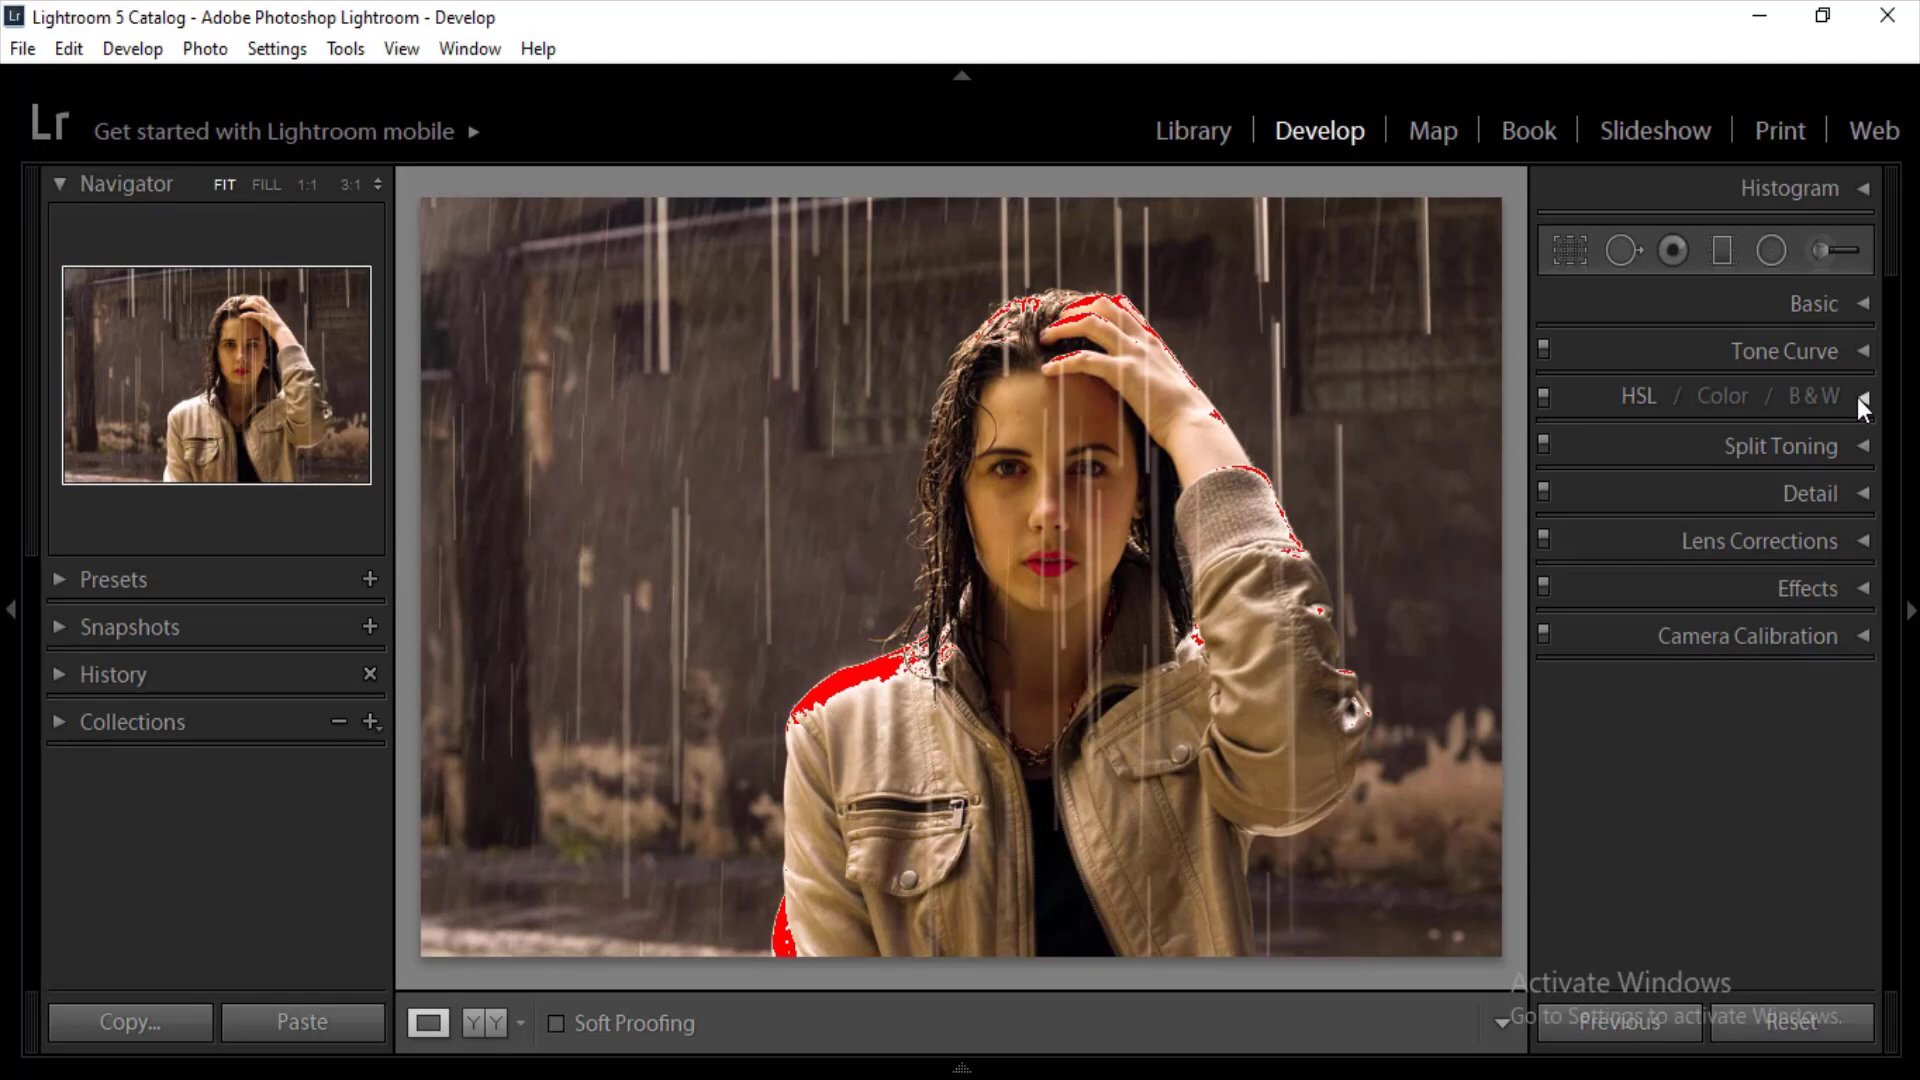 Lightroom 5 Catalog - Adobe Photoshop Lightroom - Develop
File Edit Develop Photo Settings Tools View Window Help
Lr Get started with Lightroom mobile
Library Develop Map Book Slideshow Print Web
Navigator FIT FILL 1:1 3:1
Histogram
Basic
Tone Curve
HSL / Color / B & W
Split Toning
Detail
Lens Corrections
Effects
Camera Calibration
Presets
Snapshots
History
Collections
Copy... Paste
Y Y Soft Proofing
Previous Reset
Activate Windows
Go to Settings to activate Windows.